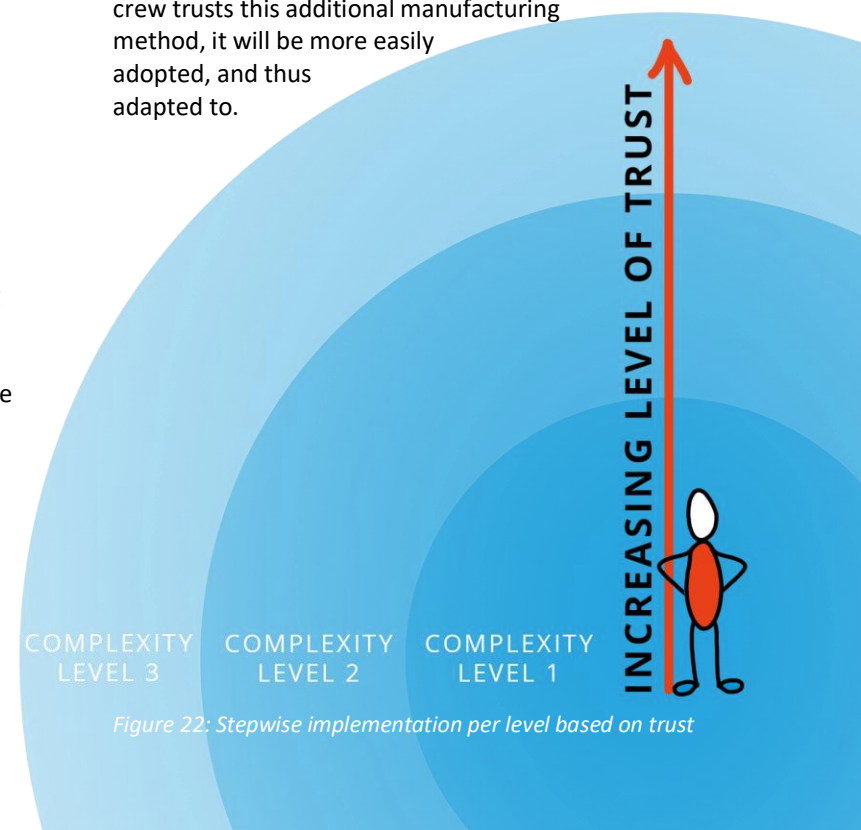 crew trusts this additional manufacturing
method, it will be more easily
adopted, and thus
adapted to.
e
INCREASING LEVEL OF TRUST
COMPLEXITY
LEVEL 3
COMPLEXITY
LEVEL 2
COMPLEXITY
LEVEL 1
Figure 22: Stepwise implementation per level based on trust